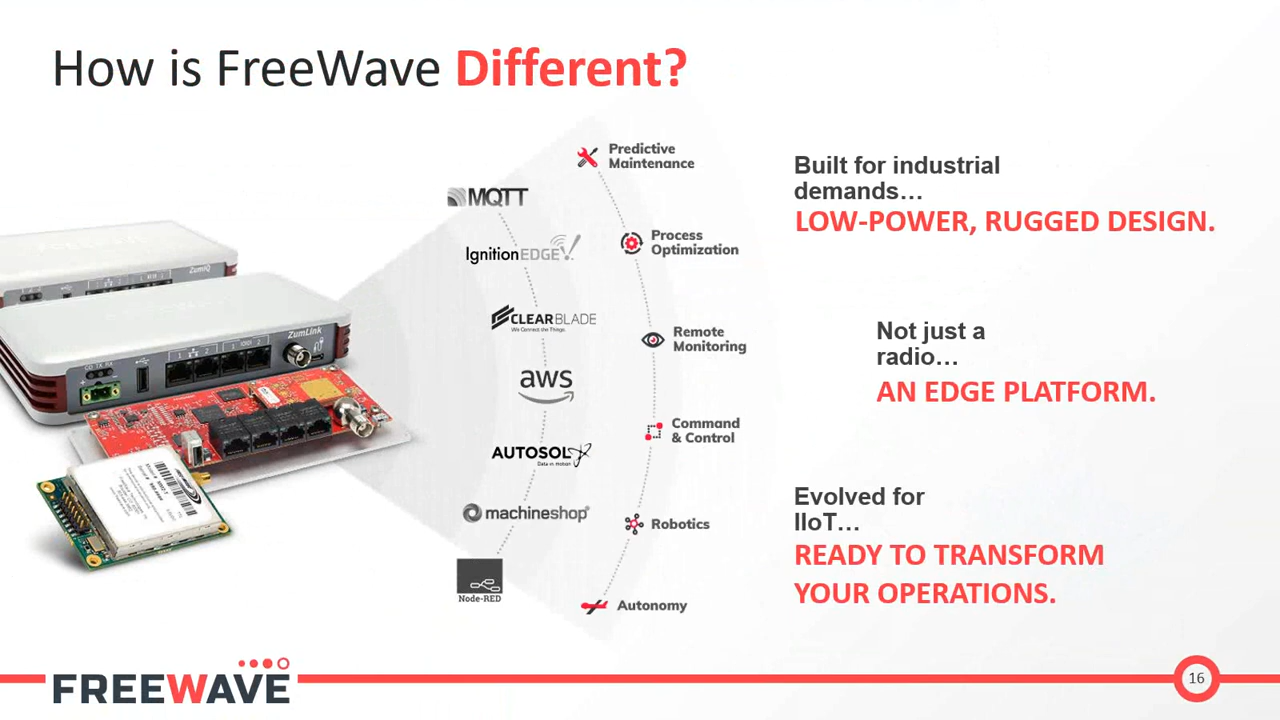 How is FreeWave Different?
Predictive
Maintenance
MQTT
Process
Optimization
IgnitionEDGE!
CLEARBLADE
We Connect the Things.
Remote
Monitoring
aws
Command
& Control
AUTOSOL
Data in Motion
machineshop
Robotics
Node-RED
Autonomy
Built for industrial
demands…
LOW-POWER, RUGGED DESIGN.
Not just a
radio…
AN EDGE PLATFORM.
Evolved for
IIoT…
READY TO TRANSFORM
YOUR OPERATIONS.
ZumIQ
ZumLink
FREEWAVE
16